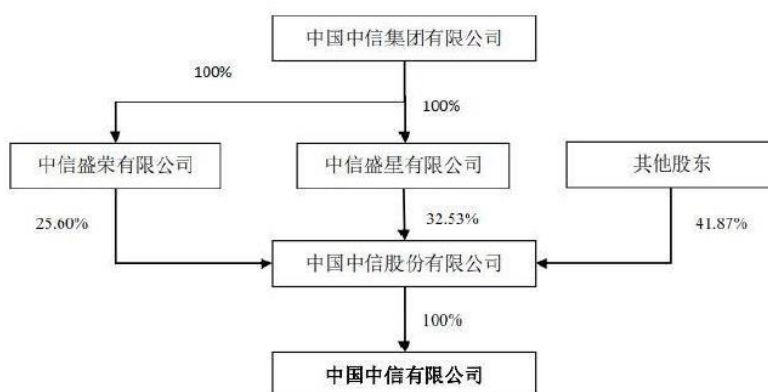 中国中信集团有限公司
100%
100%
中信盛荣有限公司
中信盛星有限公司
其他股东
25.60%
32.53%
41.87%
中国中信股份有限公司
100%
中国中信有限公司